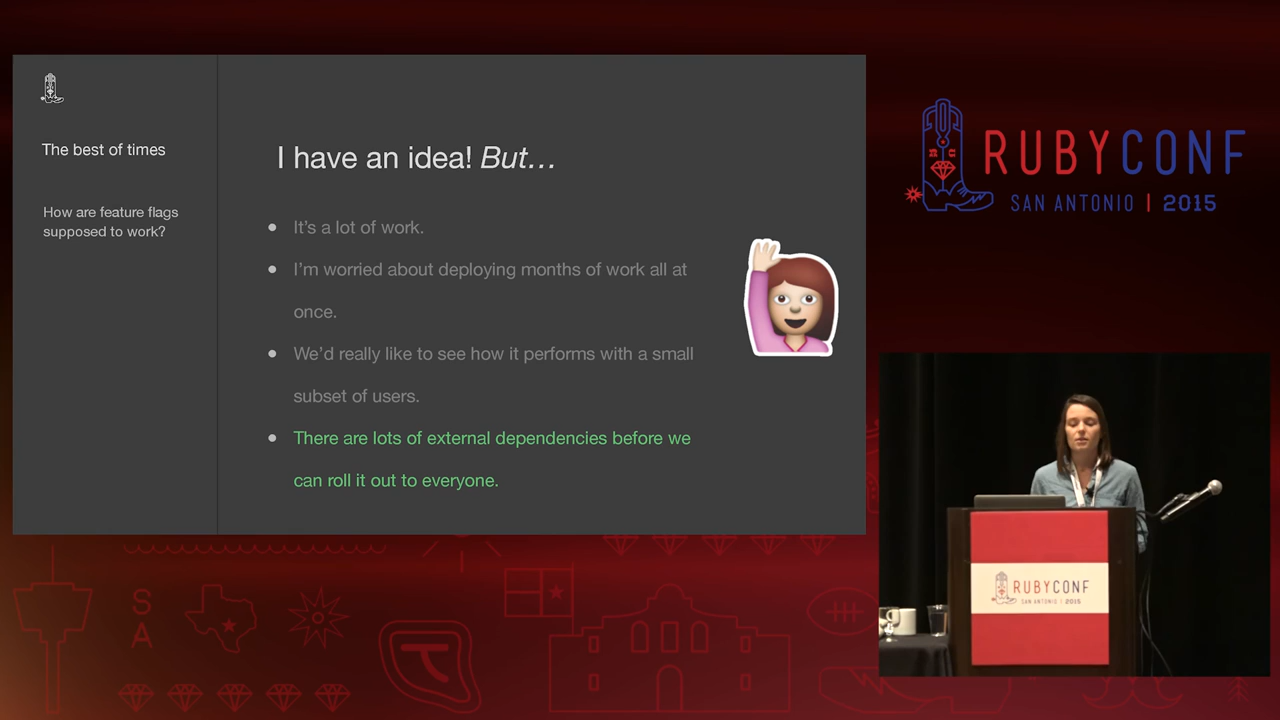 The best of times
How are feature flags
supposed to work?
I have an idea! But…
It's a lot of work.
I'm worried about deploying months of work all at
once.
We'd really like to see how it performs with a small
subset of users.
There are lots of external dependencies before we
can roll it out to everyone.
RUBYCONF
SAN ANTONIO | 2015
RUBYCONF
SAN ANTONIO | 2015
S
A